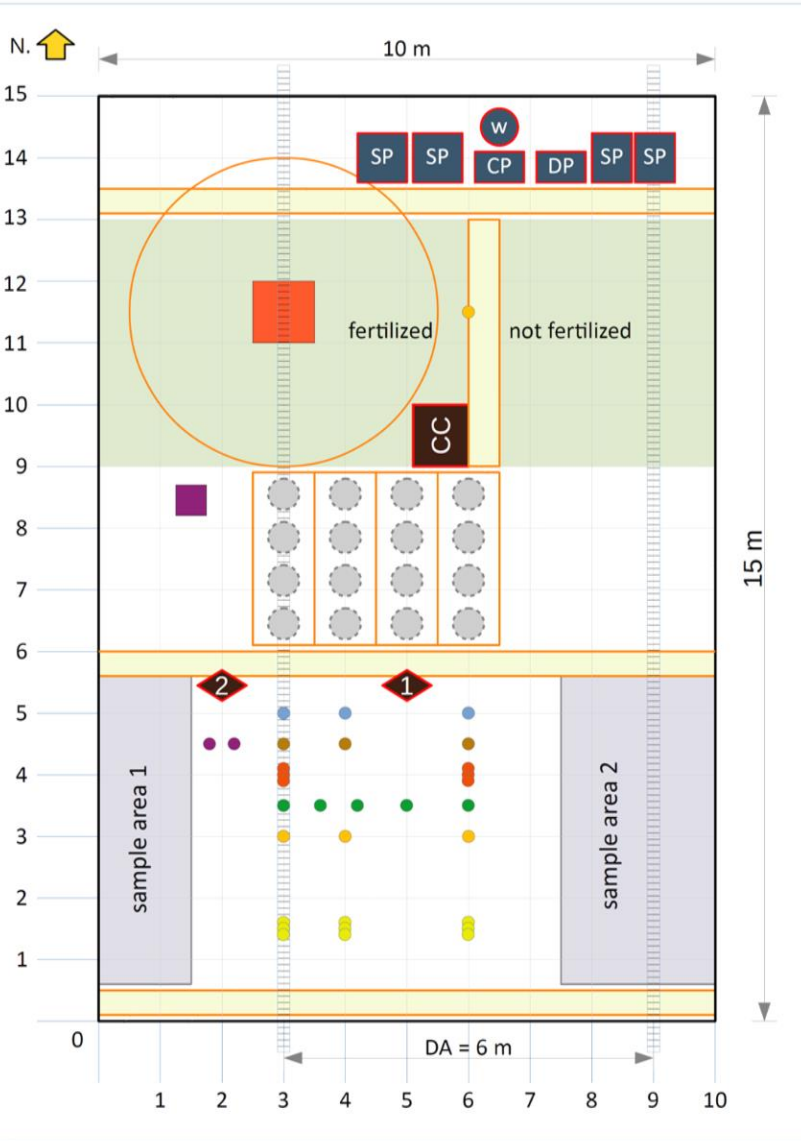 N.
10 m
15
w
14
SP
SP
CP
DP
SP
SP
13
12
fertilized
not fertilized
11
10
CC
9
8
15 m
7
6
2
1
5
4
sample area 1
sample area 2
3
2
1
0
DA = 6 m
1
2
3
4
5
6
7
8
9
10